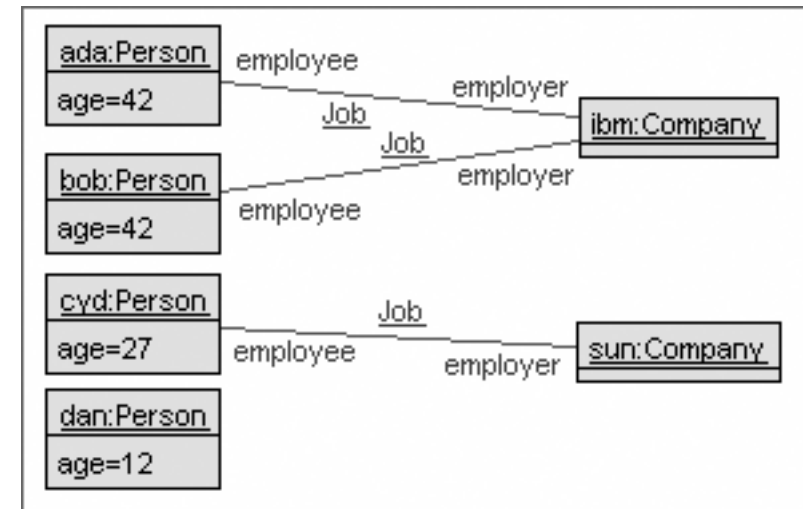 ada:Person
age=42
employee
employer
Job
ibm:Company
bob:Person
age=42
Job
employer
employee
cyd:Person
age=27
Job
employee
employer
sun:Company
dan:Person
age=12